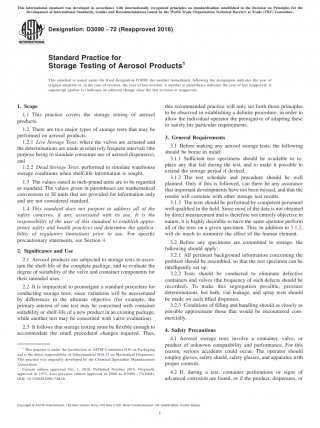 This international standard was developed in accordance with internationally recognized principles on standardization established in the Decision on Principles for the
Development of International Standards, Guides and Recommendations issued by the World Trade Organization Technical Barriers to Trade (TBT) Committee.
Designation: D3090 − 72 (Reapproved 2016)
INTERNATIONAL
Standard Practice for
Storage Testing of Aerosol Products¹
This standard is issued under the fixed designation D3090; the number immediately following the designation indicates the year of
original adoption or, in the case of revision, the year of last revision. A number in parentheses indicates the year of last reapproval. A
superscript epsilon (ε) indicates an editorial change since the last revision or reapproval.
1. Scope
1.1 This practice covers the storage testing of aerosol
products.
1.2 There are two major types of storage tests that may be
performed on aerosol products:
1.2.1 Live Storage Tests, where the valves are actuated and
the determinations are made at relatively frequent intervals (the
purpose being to simulate consumer use of aerosol dispensers),
and
1.2.2 Dead Storage Tests, performed to simulate warehouse
storage conditions when shelf-life information is sought.
1.3 The values stated in inch-pound units are to be regarded
as standard. The values given in parentheses are mathematical
conversions to SI units that are provided for information only
and are not considered standard.
1.4 This standard does not purport to address all of the
safety concerns, if any, associated with its use. It is the
responsibility of the user of this standard to establish appro-
priate safety and health practices and determine the applica-
bility of regulatory limitations prior to use. For specific
precautionary statements, see Section 4.
2. Significance and Use
2.1 Aerosol products are subjected to storage tests to ascer-
tain the shelf-life of the complete package, and to evaluate the
degree of suitability of the valve and container components for
their intended uses.
2.2 It is impractical to promulgate a standard procedure for
conducting storage tests, since variations will be necessitated
by differences in the ultimate objective (for example, the
primary interest of one test may be concerned with container
suitability or shelf-life of a new product in an existing package,
while another test may be concerned with valve evaluation).
2.3 It follows that storage testing must be flexible enough to
accommodate the small procedural changes required. Thus,
¹ This practice is under the jurisdiction of ASTM Committee D10 on Packaging
and is the direct responsibility of Subcommittee D10.33 on Mechanical Dispensers.
This practice was originally developed by the Chemical Specialties Manufacturers
Association.
Current edition approved Oct. 1, 2016. Published October 2016. Originally
approved in 1972. Last previous edition approved in 2010 as
DOI: 10.1520/D3090-72R16.
this recommended practice will only set forth those principles
to be observed in establishing a definite procedure, in order to
allow the individual operator the prerogative of adapting these
to satisfy his particular requirements.
3. General Requirements
3.1 Before making any aerosol storage tests, the following
should be borne in mind:
3.1.1 Sufficient test specimens should be available to re-
place any that fail during the test, and to make it possible to
extend the storage period if desired.
3.1.2 The test schedule and procedure should be well
planned. Only if this is followed, can there be any assurance
that important developments have not been missed, and that the
results will correlate with other storage test results.
3.1.3 The tests should be performed by competent personnel
well qualified in the field. Since most of the data is not obtained
by direct measurement and is therefore not entirely objective in
nature, it is highly desirable to have the same operator perform
all of the tests on a given specimen. This, in addition to 3.1.2,
will do much to minimize the effect of the human element.
3.2 Before any specimens are committed to storage, the
following should apply:
3.2.1 All pertinent background information concerning the
problem should be assembled, so that the test specimen can be
intelligently set up.
3.2.2 Tests should be conducted to eliminate defective
containers and valves (the frequency of such defects should be
recorded). To make this segregation possible, pressure
determinations, hot bath, vial leakage, and spray tests should
be made on each filled dispenser.
3.2.3 Conditions of filling and handling should as closely as
possible approximate those that would be encountered com-
mercially.
4. Safety Precautions
4.1 Aerosol storage tests involve a container, valve, or
product of unknown compatibility and performance. For this
reason, serious accidents could occur. The operator should
employ gloves, safety shield, safety glasses, and apparatus with
proper controls.
4.2 If, during a test, container perforations or signs of
advanced corrosion are found, or if the product, dispensers, or
Copyright © ASTM International, 100 Barr Harbor Drive, PO Box C700, West Conshohocken, PA 19428-2959. United States
1